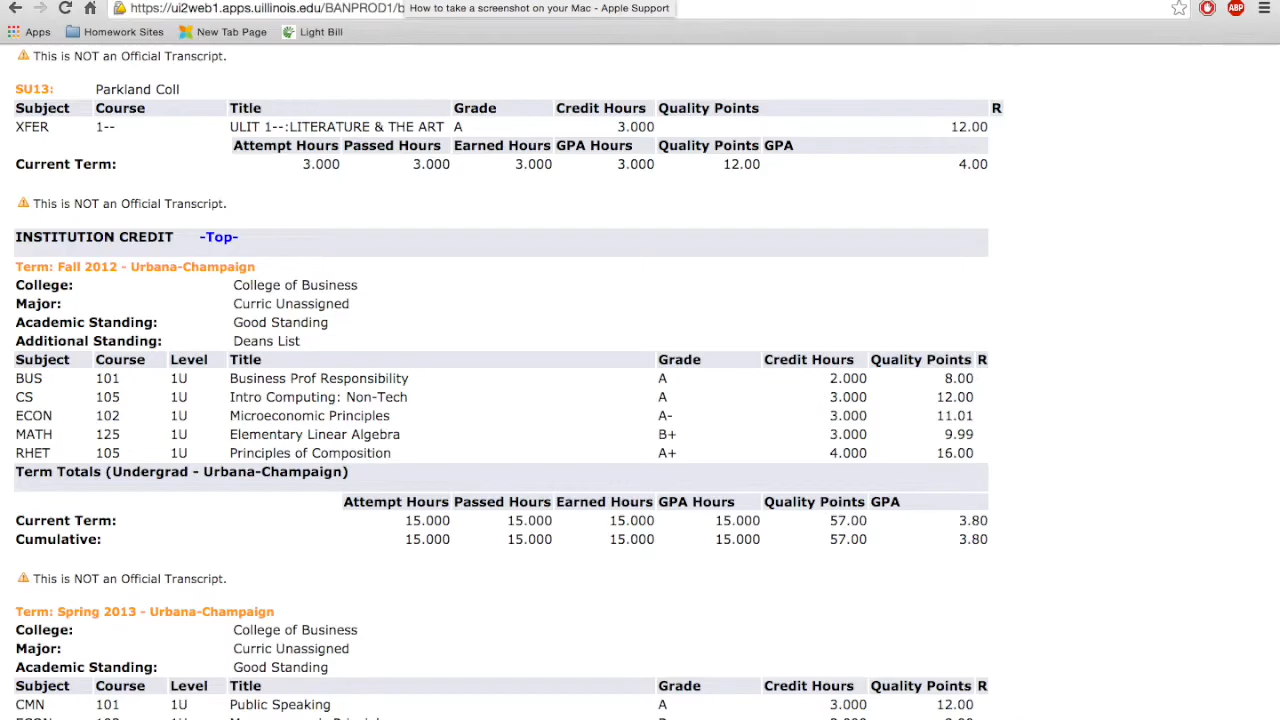 https://ui2web1.apps.uillinois.edu/BANPROD1/b How to take a screenshot on your Mac - Apple Support
Apps Homework Sites New Tab Page Light Bill
This is NOT an Official Transcript.
SU13: Parkland Coll
Subject Course Title Grade Credit Hours Quality Points R
XFER 1-- ULIT 1--:LITERATURE & THE ART A 3.000 12.00
Attempt Hours Passed Hours Earned Hours GPA Hours Quality Points GPA
Current Term: 3.000 3.000 3.000 3.000 12.00 4.00
This is NOT an Official Transcript.
INSTITUTION CREDIT -Top-
Term: Fall 2012 - Urbana-Champaign
College: College of Business
Major: Curric Unassigned
Academic Standing: Good Standing
Additional Standing: Deans List
Subject Course Level Title Grade Credit Hours Quality Points R
BUS 101 1U Business Prof Responsibility A 2.000 8.00
CS 105 1U Intro Computing: Non-Tech A 3.000 12.00
ECON 102 1U Microeconomic Principles A- 3.000 11.01
MATH 125 1U Elementary Linear Algebra B+ 3.000 9.99
RHET 105 1U Principles of Composition A+ 4.000 16.00
Term Totals (Undergrad - Urbana-Champaign)
Attempt Hours Passed Hours Earned Hours GPA Hours Quality Points GPA
Current Term: 15.000 15.000 15.000 15.000 57.00 3.80
Cumulative: 15.000 15.000 15.000 15.000 57.00 3.80
This is NOT an Official Transcript.
Term: Spring 2013 - Urbana-Champaign
College: College of Business
Major: Curric Unassigned
Academic Standing: Good Standing
Subject Course Level Title Grade Credit Hours Quality Points R
CMN 101 1U Public Speaking A 3.000 12.00